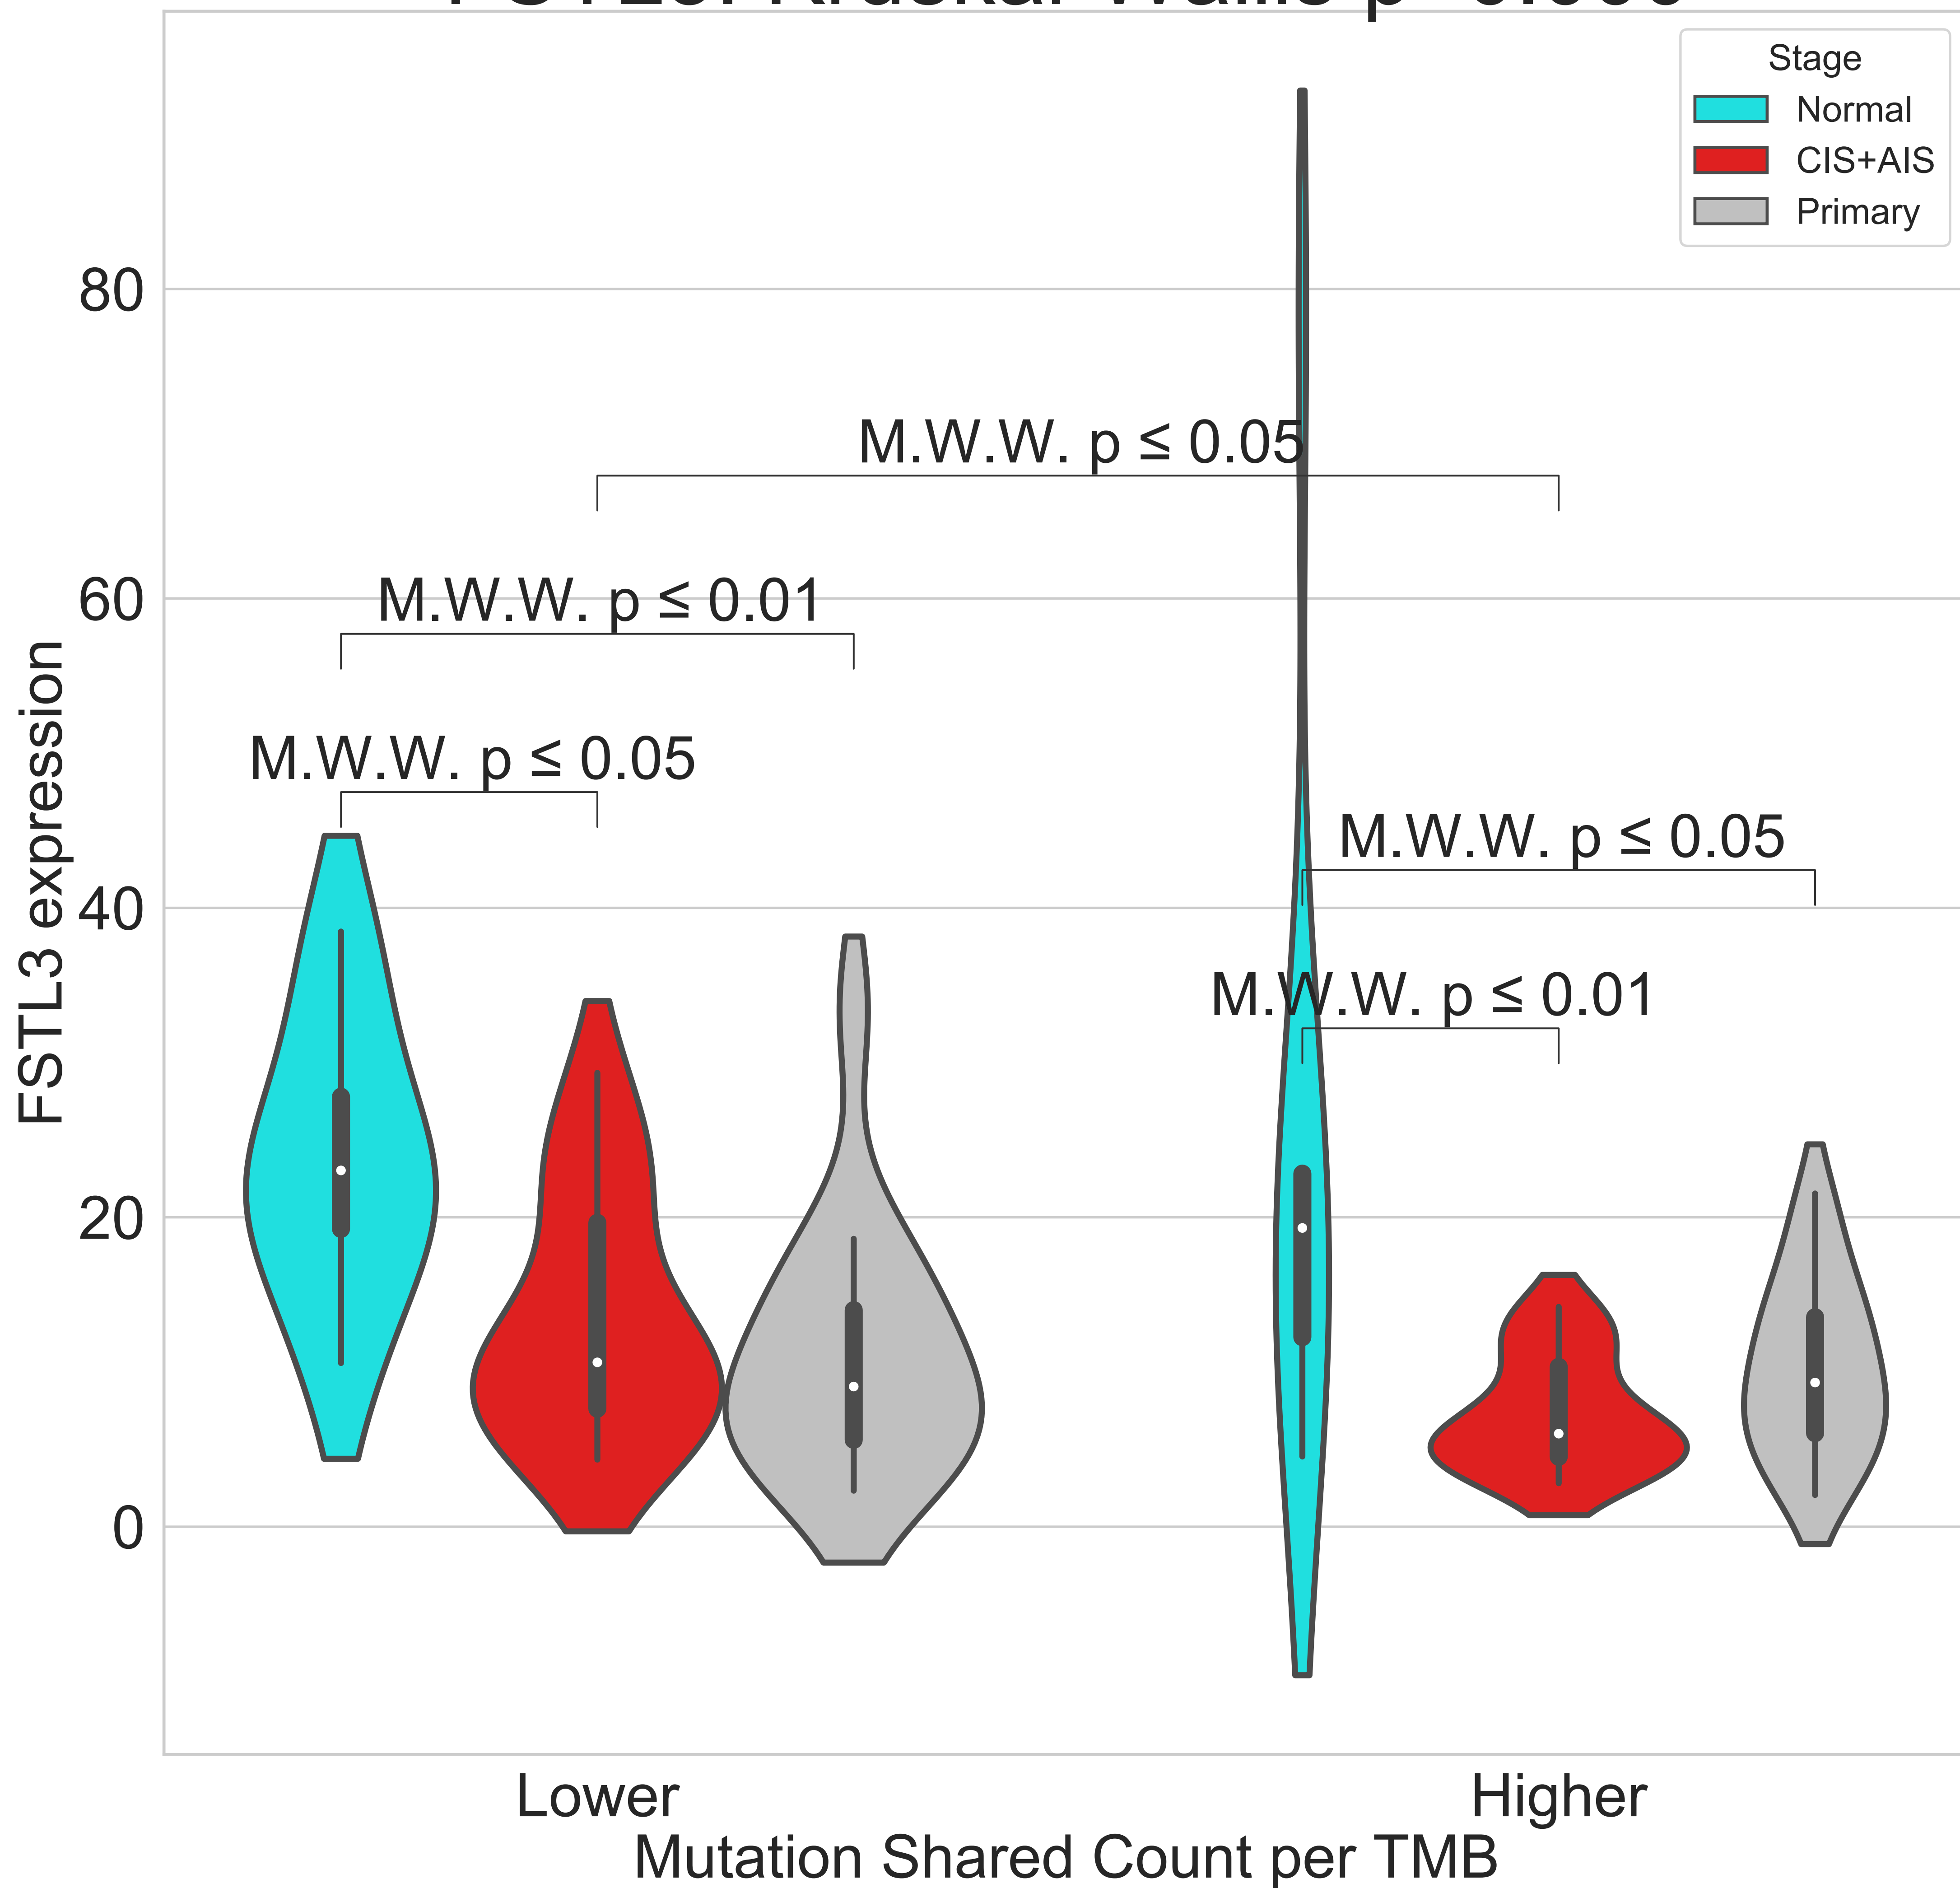 Stage
Normal
CIS+AIS
Primary
80
60
40
20
0
FSTL3 expression
M.W.W. p ≤ 0.05
M.W.W. p ≤ 0.01
M.W.W. p ≤ 0.05
M.W.W. p ≤ 0.05
M.W.W. p ≤ 0.01
Lower
Higher
Mutation Shared Count per TMB